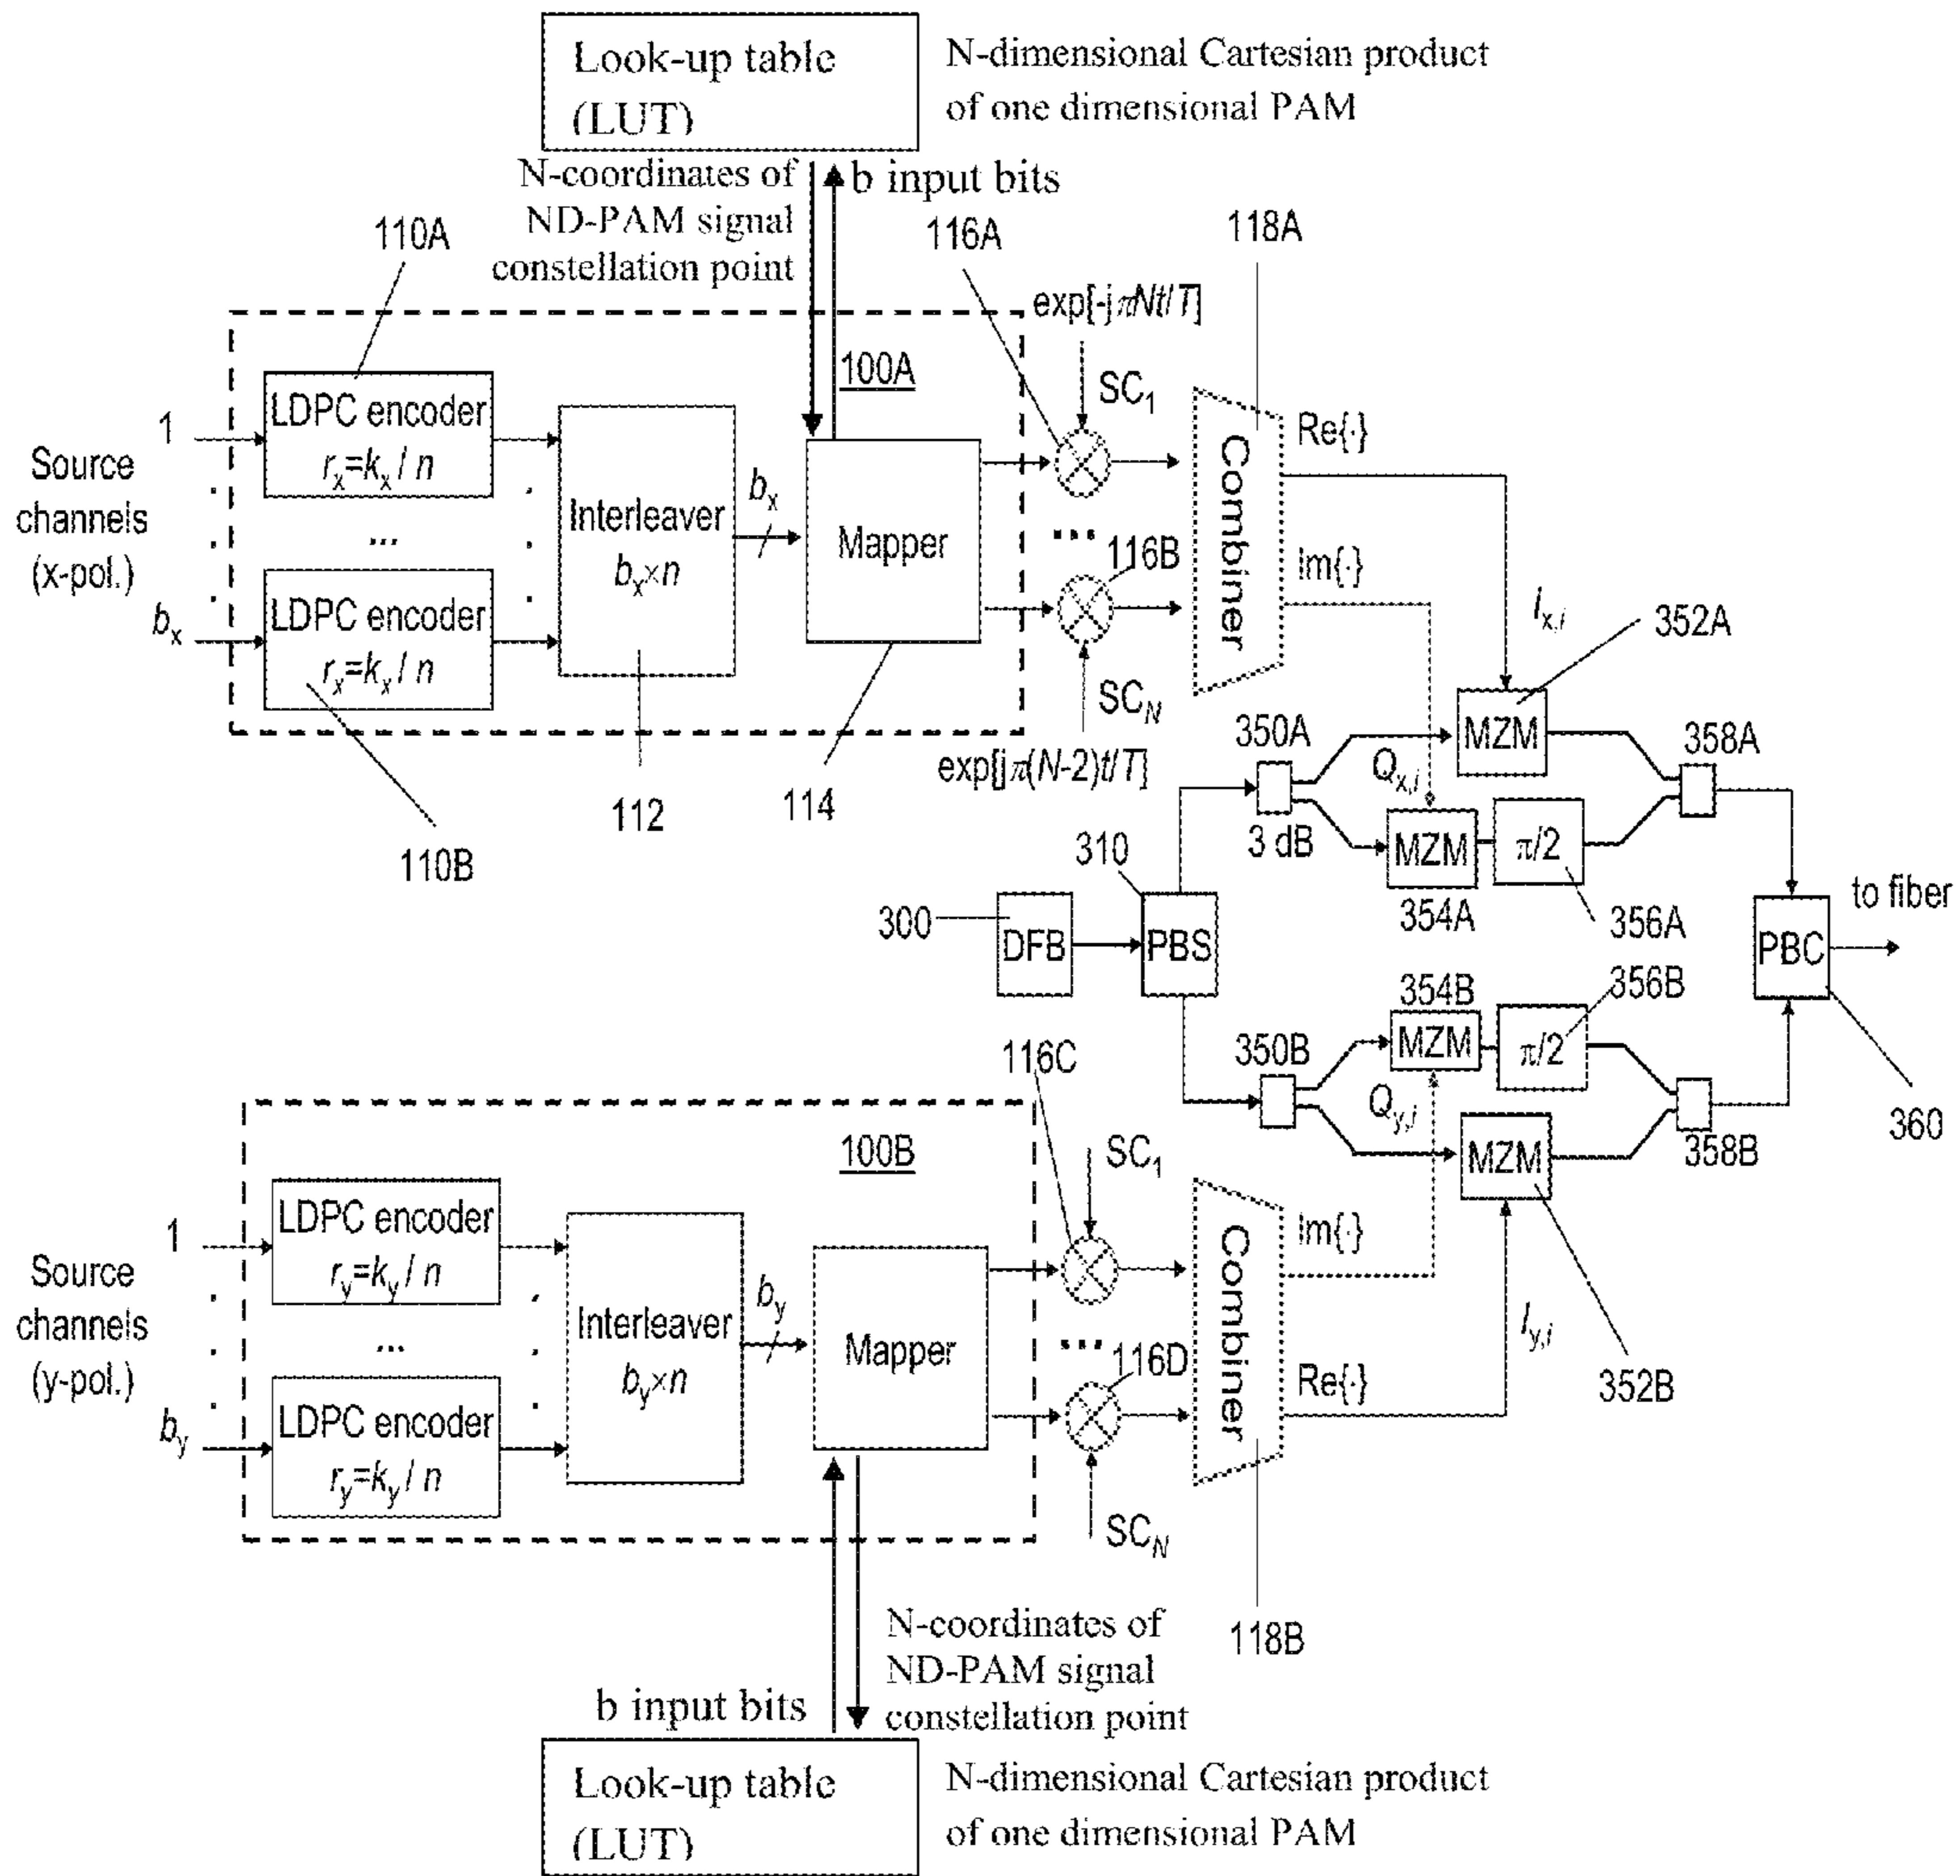 Look-up table
(LUT)
N-dimensional Cartesian product
of one dimensional PAM
N-coordinates of
ND-PAM signal
constellation point
b input bits
110A
116A
118A
exp[-jπNt/T]
100A
SC1
1
LDPC encoder
rx=kx / n
Source
channels
(x-pol.)
...
Interleaver
bx×n
bx
Mapper
...
116B
Combiner
Re{·}
Im{·}
bx
LDPC encoder
rx=kx / n
SCN
exp[jπ(N-2)t/T]
Ix,i
352A
350A
MZM
358A
Qx,i
112
114
110B
3 dB
MZM
π/2
310
354A
356A
to fiber
300
DFB
PBS
PBC
354B
356B
350B
MZM
π/2
116C
Qy,i
360
100B
SC1
MZM
358B
1
LDPC encoder
ry=ky / n
Source
channels
(y-pol.)
...
Interleaver
by×n
by
Mapper
...
116D
Combiner
Im{·}
Re{·}
Iy,i
352B
by
LDPC encoder
ry=ky / n
SCN
N-coordinates of
ND-PAM signal
constellation point
118B
b input bits
Look-up table
(LUT)
N-dimensional Cartesian product
of one dimensional PAM